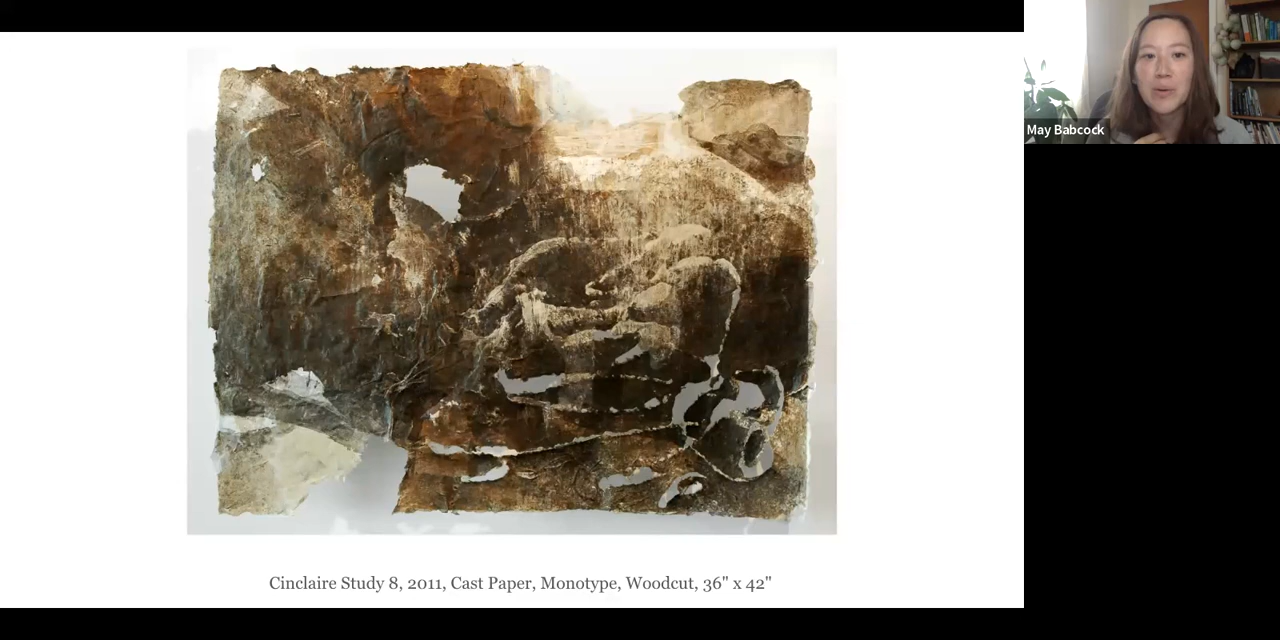 May Babcock
Cinclaire Study 8, 2011, Cast Paper, Monotype, Woodcut, 36" x 42"